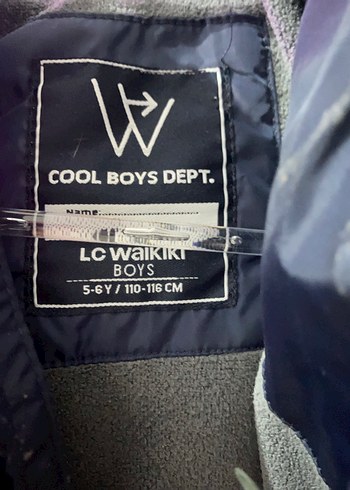 COOL BOYS DEPT.
Name
LC WAIKIKI
BOYS
5-6 Y / 110-116 CM